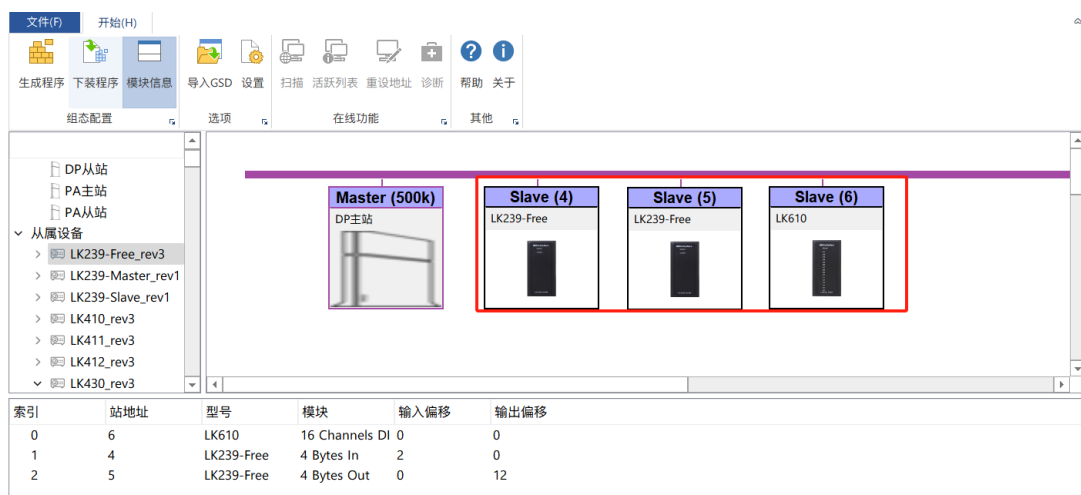 文件(F) 开始(H)
生成程序 下装程序 模块信息 导入GSD 设置 扫描 活跃列表 重设地址 诊断 帮助 关于
组态配置 选项 在线功能 其他
DP从站
PA主站
PA从站
从属设备
LK239-Free_rev3
LK239-Master_rev1
LK239-Slave_rev1
LK410_rev3
LK411_rev3
LK412_rev3
LK430_rev3
Master (500k)
DP主站
Slave (4)
LK239-Free
Slave (5)
LK239-Free
Slave (6)
LK610
索引 站地址 型号 模块 输入偏移 输出偏移
0 6 LK610 16 Channels DI 0 0
1 4 LK239-Free 4 Bytes In 2 0
2 5 LK239-Free 4 Bytes Out 0 12